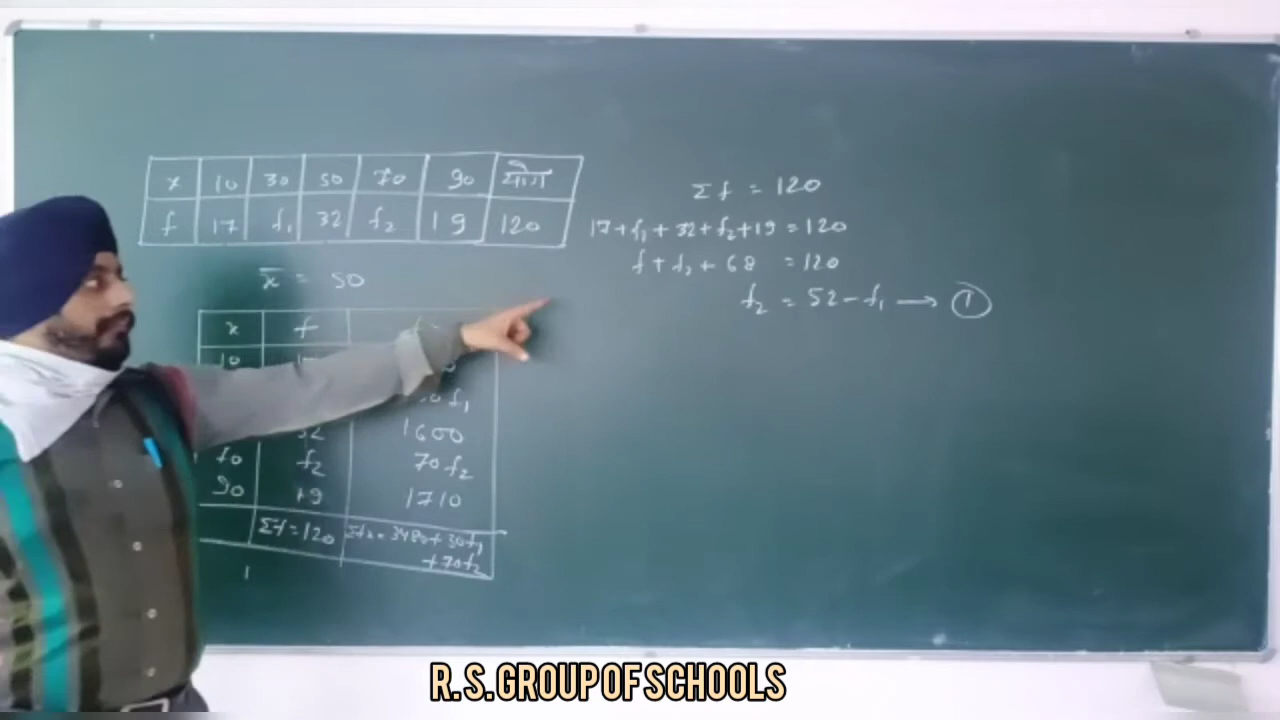 x 10 30 50 70 90 योग
f 17 f₁ 32 f₂ 19 120
x̄ = 50
Σf = 120
17+f₁+32+f₂+19 = 120
f+f₂+68 = 120
f₂ = 52-f₁ → ①
x f
10
f₁
32 1600
70 f₂ 70f₂
90 19 1710
Σf=120 Σfx=3480+30f₁
+70f₂
R.S. GROUP OF SCHOOLS